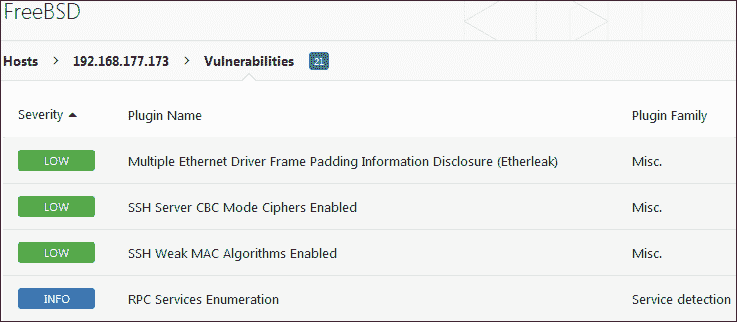 FreeBSD
Hosts > 192.168.177.173 > Vulnerabilities 21
Severity Plugin Name Plugin Family
LOW Multiple Ethernet Driver Frame Padding Information Disclosure (Etherleak) Misc.
LOW SSH Server CBC Mode Ciphers Enabled Misc.
LOW SSH Weak MAC Algorithms Enabled Misc.
INFO RPC Services Enumeration Service detection